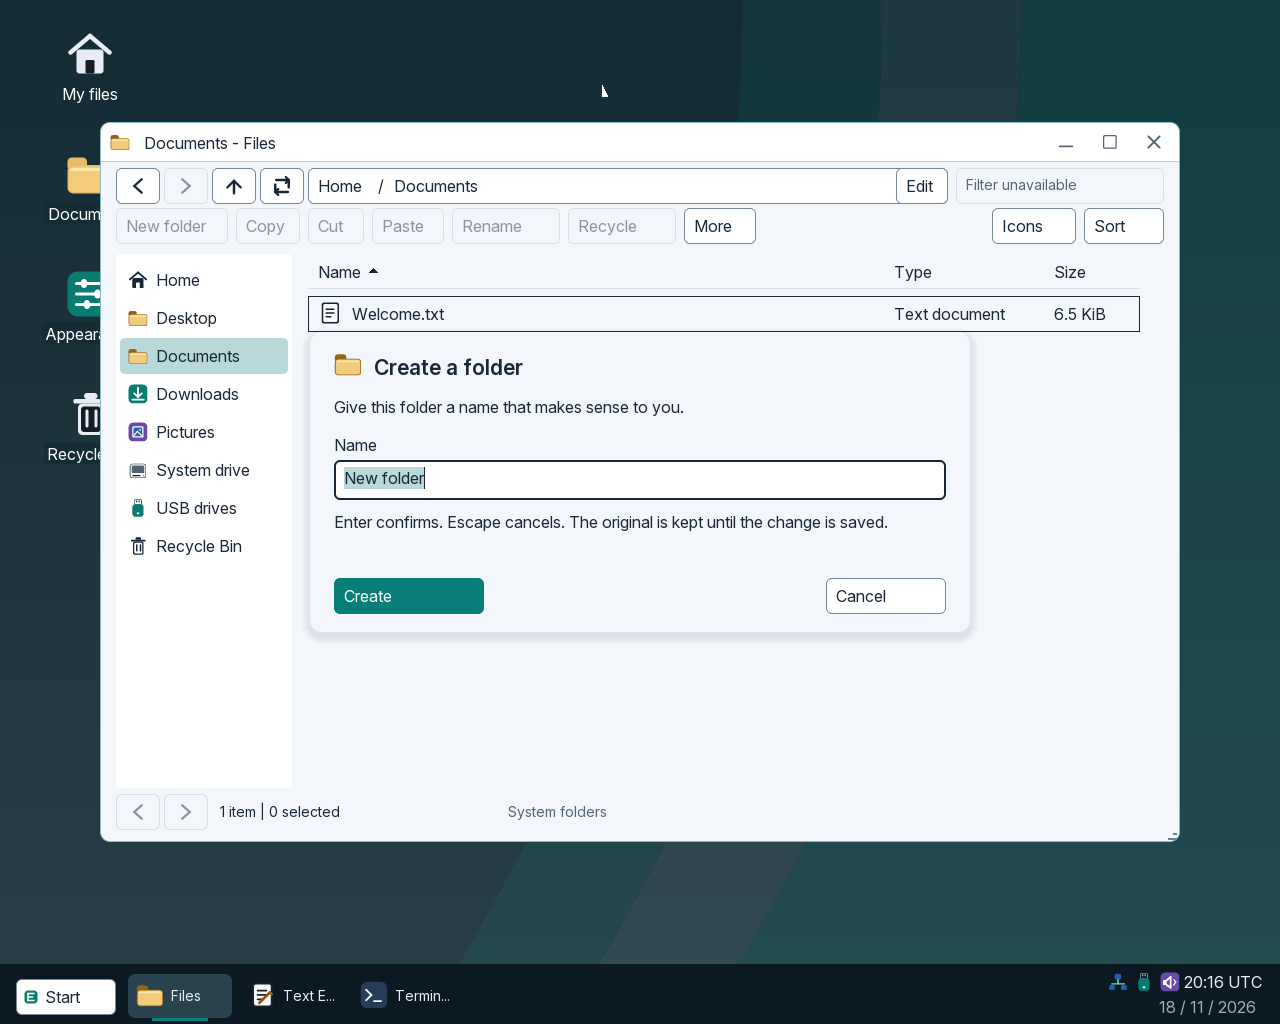 My files
Docum
Appeara
Recycle
Documents - Files
Home / Documents
Edit
Filter unavailable
New folder
Copy
Cut
Paste
Rename
Recycle
More
Icons
Sort
Home
Desktop
Documents
Downloads
Pictures
System drive
USB drives
Recycle Bin
Name Type Size
Welcome.txt Text document 6.5 KiB
Create a folder
Give this folder a name that makes sense to you.
Name
New folder
Enter confirms. Escape cancels. The original is kept until the change is saved.
Create
Cancel
1 item | 0 selected
System folders
Start
Files
Text E...
Termin...
20:16 UTC
18 / 11 / 2026